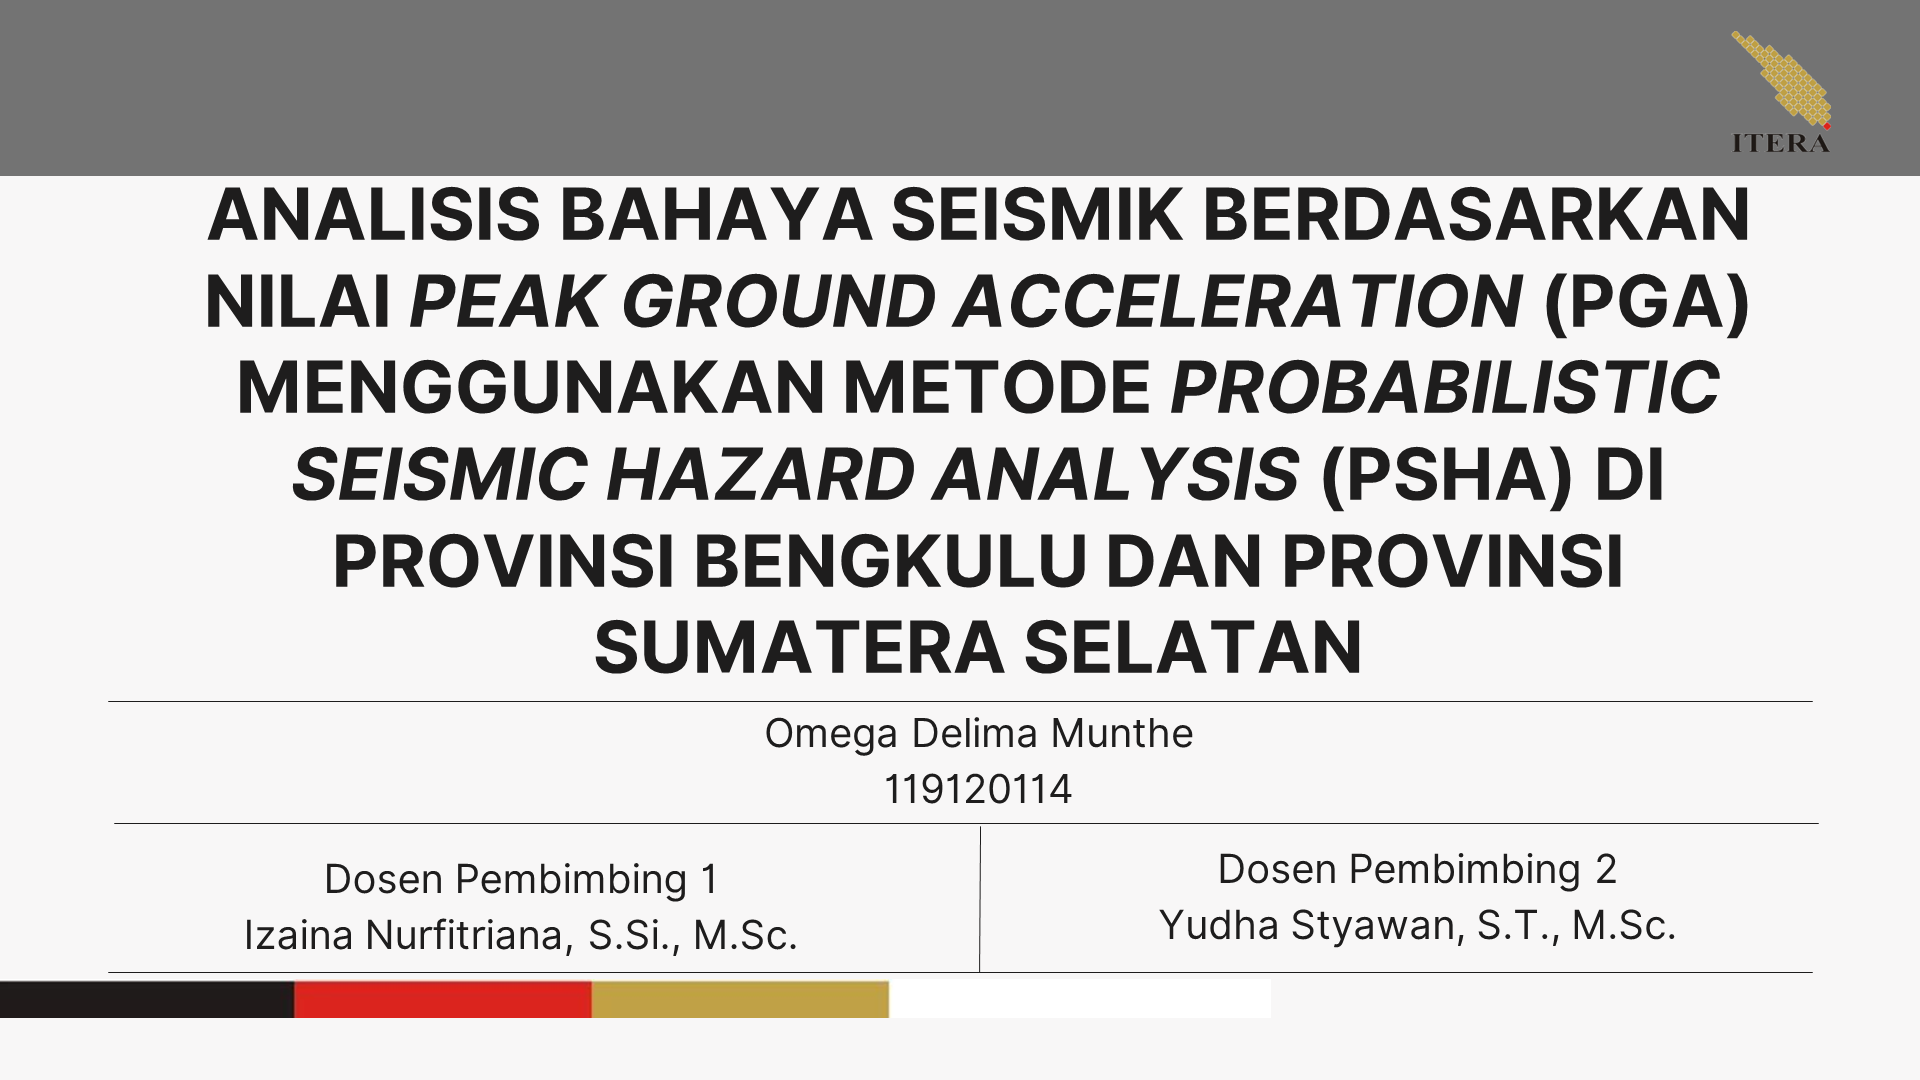 ITERA
ANALISIS BAHAYA SEISMIK BERDASARKAN
NILAI PEAK GROUND ACCELERATION (PGA)
MENGGUNAKAN METODE PROBABILISTIC
SEISMIC HAZARD ANALYSIS (PSHA) DI
PROVINSI BENGKULU DAN PROVINSI
SUMATERA SELATAN
Omega Delima Munthe
119120114
Dosen Pembimbing 1
Izaina Nurfitriana, S.Si., M.Sc.
Dosen Pembimbing 2
Yudha Styawan, S.T., M.Sc.